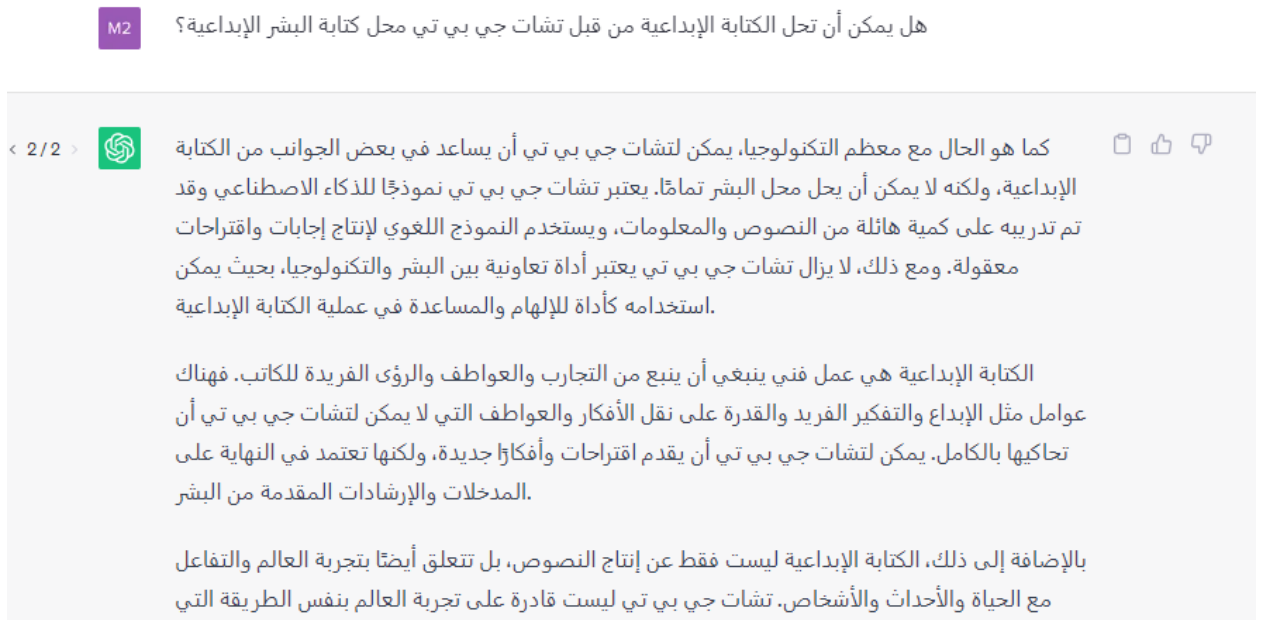 M2
هل يمكن أن تحل الكتابة الإبداعية من قبل تشات جي بي تي محل كتابة البشر الإبداعية؟
< 2/2 >
كما هو الحال مع معظم التكنولوجيا، يمكن لتشات جي بي تي أن يساعد في بعض الجوانب من الكتابة
الإبداعية، ولكنه لا يمكن أن يحل محل البشر تمامًا. يعتبر تشات جي بي تي نموذجًا للذكاء الاصطناعي وقد
تم تدريبه على كمية هائلة من النصوص والمعلومات، ويستخدم النموذج اللغوي لإنتاج إجابات واقتراحات
معقولة. ومع ذلك، لا يزال تشات جي بي تي يعتبر أداة تعاونية بين البشر والتكنولوجيا، بحيث يمكن
استخدامه كأداة للإلهام والمساعدة في عملية الكتابة الإبداعية.
الكتابة الإبداعية هي عمل فني ينبغي أن ينبع من التجارب والعواطف والرؤى الفريدة للكاتب. فهناك
عوامل مثل الإبداع والتفكير الفريد والقدرة على نقل الأفكار والعواطف التي لا يمكن لتشات جي بي تي أن
تحاكيها بالكامل. يمكن لتشات جي بي تي أن يقدم اقتراحات وأفكارًا جديدة، ولكنها تعتمد في النهاية على
المدخلات والإرشادات المقدمة من البشر.
بالإضافة إلى ذلك، الكتابة الإبداعية ليست فقط عن إنتاج النصوص، بل تتعلق أيضًا بتجربة العالم والتفاعل
مع الحياة والأحداث والأشخاص. تشات جي بي تي ليست قادرة على تجربة العالم بنفس الطريقة التي